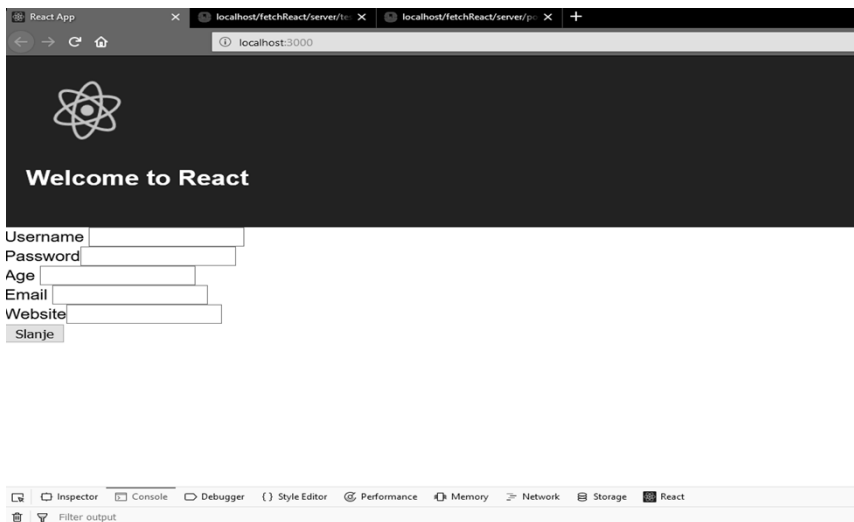 React App localhost/fetchReact/server/te localhost/fetchReact/server/po
localhost:3000
Welcome to React
Username
Password
Age
Email
Website
Slanje
Inspector Console Debugger { } Style Editor Performance Memory Network Storage React
Filter output